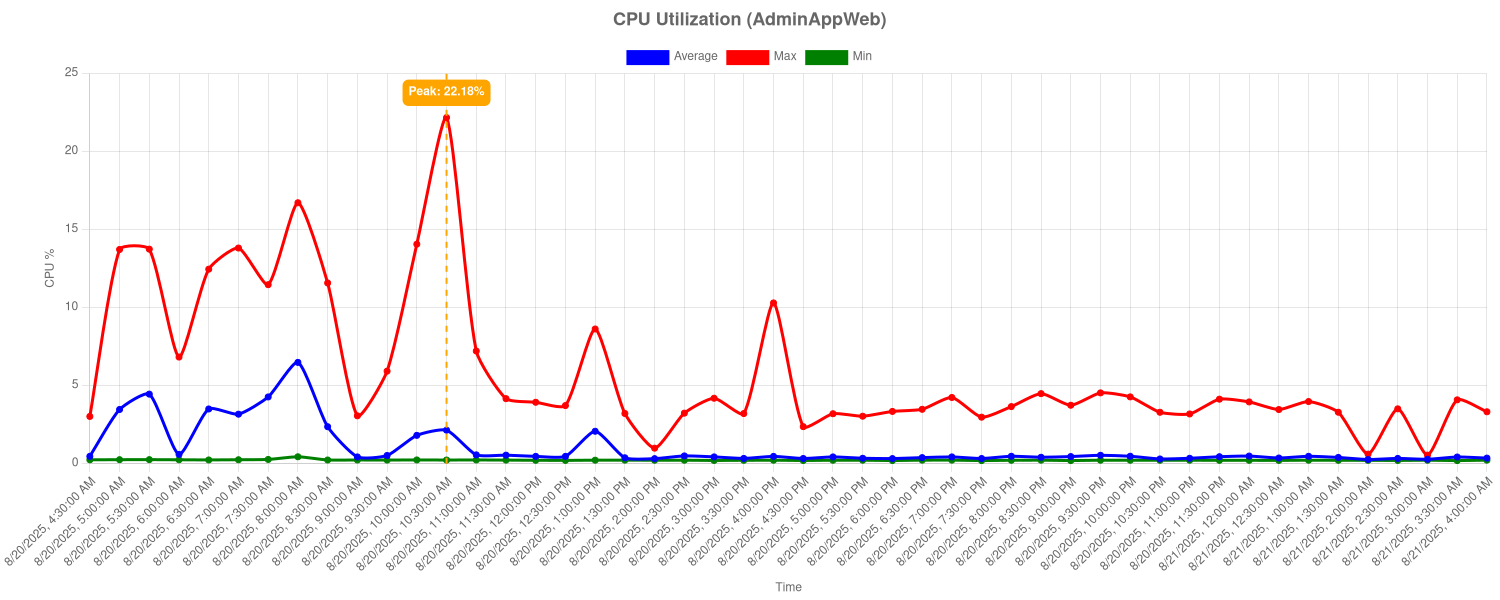 CPU Utilization (AdminAppWeb)
Average
Max
Min
Peak: 22.18%
25
20
15
10
5
0
CPU %
8/20/2025, 4:30:00 AM
8/20/2025, 5:00:00 AM
8/20/2025, 5:30:00 AM
8/20/2025, 6:00:00 AM
8/20/2025, 6:30:00 AM
8/20/2025, 7:00:00 AM
8/20/2025, 7:30:00 AM
8/20/2025, 8:00:00 AM
8/20/2025, 8:30:00 AM
8/20/2025, 9:00:00 AM
8/20/2025, 9:30:00 AM
8/20/2025, 10:00:00 AM
8/20/2025, 10:30:00 AM
8/20/2025, 11:00:00 AM
8/20/2025, 11:30:00 AM
8/20/2025, 12:00:00 PM
8/20/2025, 12:30:00 PM
8/20/2025, 1:00:00 PM
8/20/2025, 1:30:00 PM
8/20/2025, 2:00:00 PM
8/20/2025, 2:30:00 PM
8/20/2025, 3:00:00 PM
8/20/2025, 3:30:00 PM
8/20/2025, 4:00:00 PM
8/20/2025, 4:30:00 PM
8/20/2025, 5:00:00 PM
8/20/2025, 5:30:00 PM
8/20/2025, 6:00:00 PM
8/20/2025, 6:30:00 PM
8/20/2025, 7:00:00 PM
8/20/2025, 7:30:00 PM
8/20/2025, 8:00:00 PM
8/20/2025, 8:30:00 PM
8/20/2025, 9:00:00 PM
8/20/2025, 9:30:00 PM
8/20/2025, 10:00:00 PM
8/20/2025, 10:30:00 PM
8/20/2025, 11:00:00 PM
8/20/2025, 11:30:00 PM
8/21/2025, 12:00:00 AM
8/21/2025, 12:30:00 AM
8/21/2025, 1:00:00 AM
8/21/2025, 1:30:00 AM
8/21/2025, 2:00:00 AM
8/21/2025, 2:30:00 AM
8/21/2025, 3:00:00 AM
8/21/2025, 3:30:00 AM
8/21/2025, 4:00:00 AM
Time